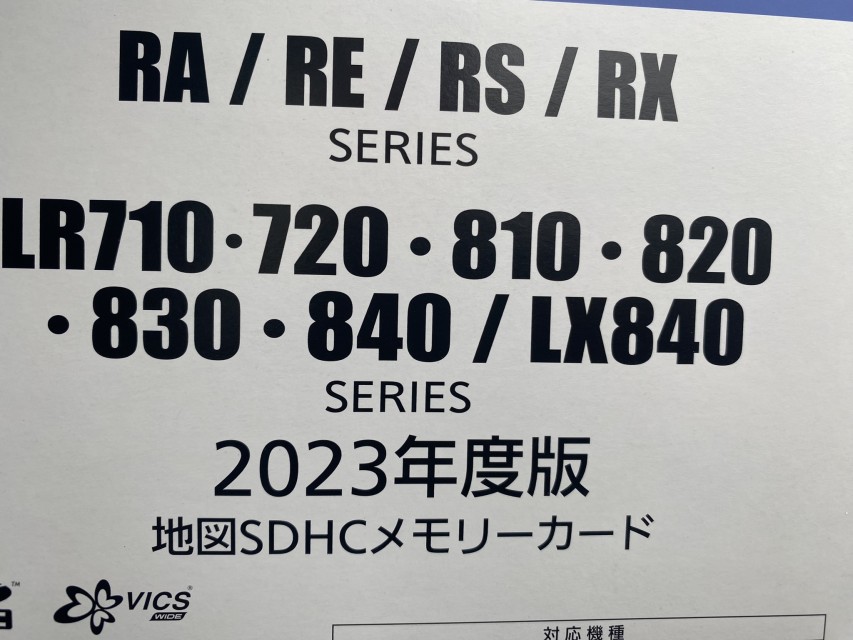 RA / RE / RS / RX
SERIES
LR710・720・810・820
・830・840 / LX840
SERIES
2023年度版
地図SDHCメモリーカード
VICS
WIDE
対応機種